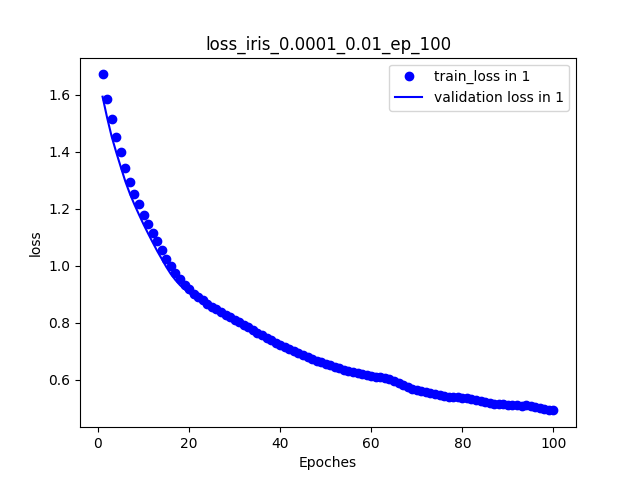 loss_iris_0.0001_0.01_ep_100
train_loss in 1
validation loss in 1
1.6
1.4
1.2
1.0
0.8
0.6
loss
0 20 40 60 80 100
Epoches